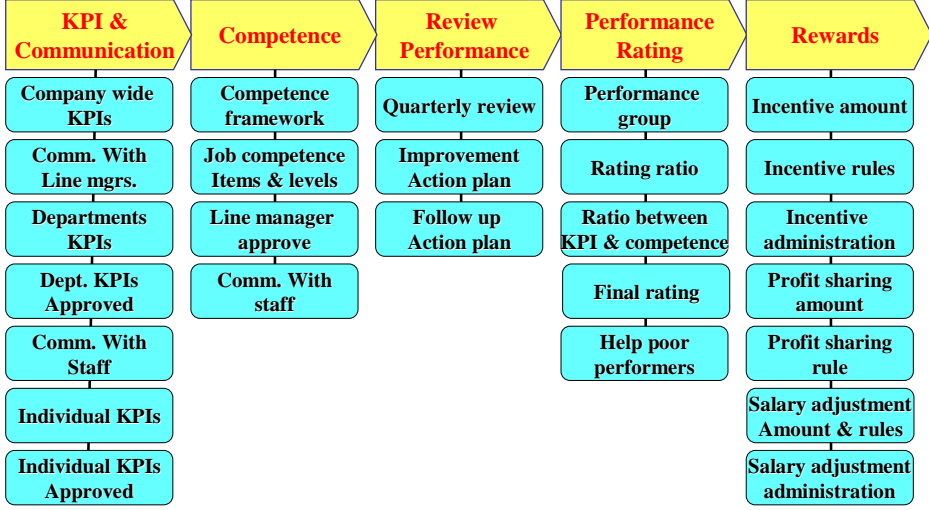 KPI &
Communication
Competence
Review
Performance
Performance
Rating
Rewards
Company wide
KPIs
Comm. With
Line mgrs.
Departments
KPIs
Dept. KPIs
Approved
Comm. With
Staff
Individual KPIs
Individual KPIs
Approved
Competence
framework
Job competence
Items & levels
Line manager
approve
Comm. With
staff
Quarterly review
Improvement
Action plan
Follow up
Action plan
Performance
group
Rating ratio
Ratio between
KPI & competence
Final rating
Help poor
performers
Incentive amount
Incentive rules
Incentive
administration
Profit sharing
amount
Profit sharing
rule
Salary adjustment
Amount & rules
Salary adjustment
administration